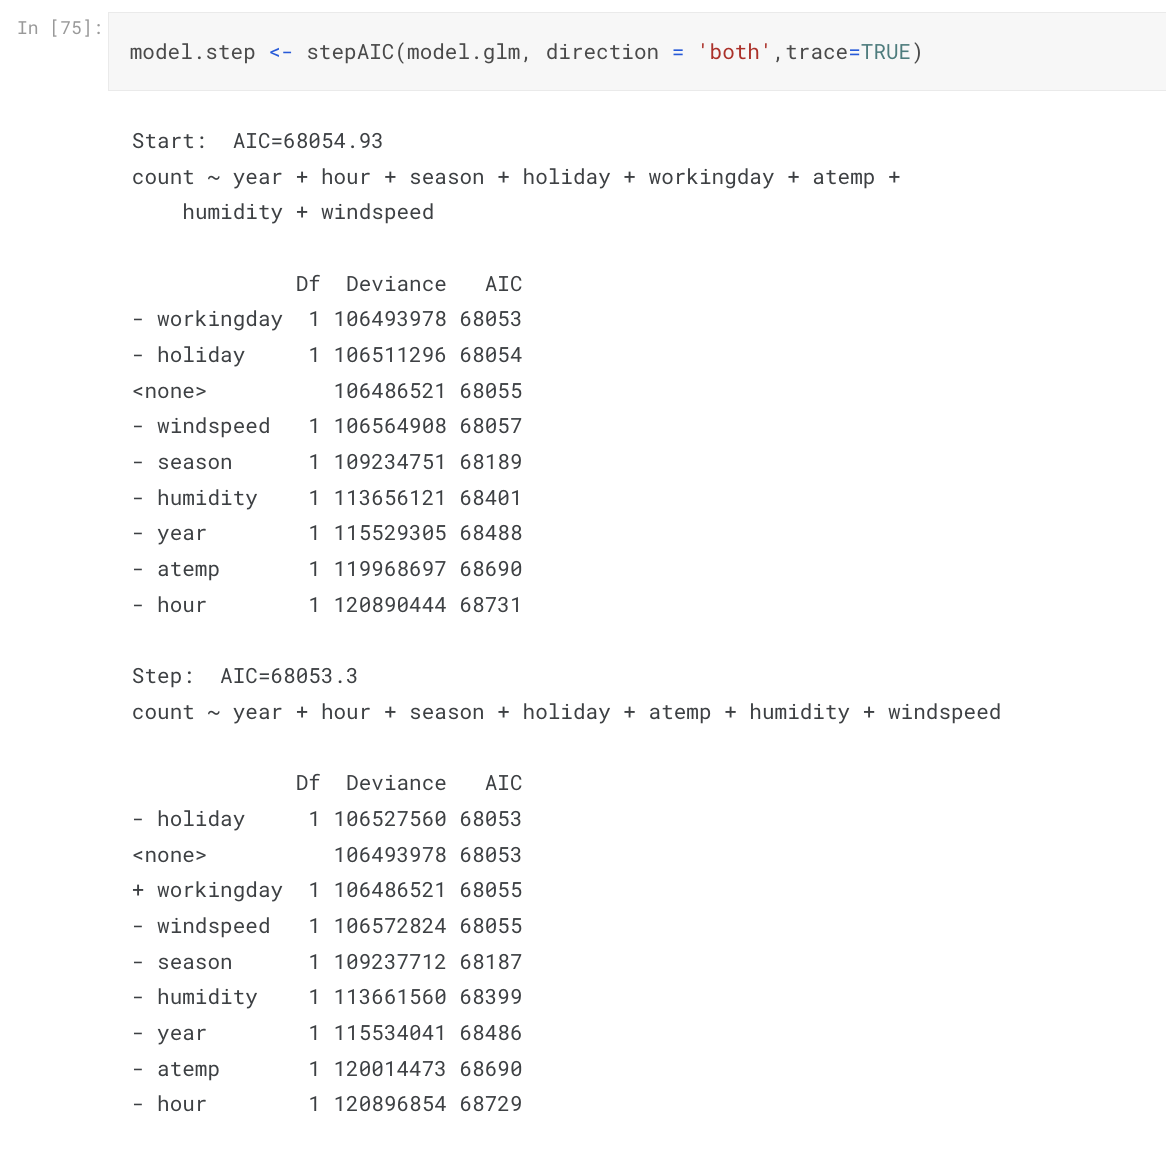 In [75]:
model.step <- stepAIC(model.glm, direction = 'both',trace=TRUE)
Start:  AIC=68054.93
count ~ year + hour + season + holiday + workingday + atemp +
    humidity + windspeed
             Df  Deviance   AIC
- workingday  1 106493978 68053
- holiday     1 106511296 68054
<none>          106486521 68055
- windspeed   1 106564908 68057
- season      1 109234751 68189
- humidity    1 113656121 68401
- year        1 115529305 68488
- atemp       1 119968697 68690
- hour        1 120890444 68731
Step:  AIC=68053.3
count ~ year + hour + season + holiday + atemp + humidity + windspeed
             Df  Deviance   AIC
- holiday     1 106527560 68053
<none>          106493978 68053
+ workingday  1 106486521 68055
- windspeed   1 106572824 68055
- season      1 109237712 68187
- humidity    1 113661560 68399
- year        1 115534041 68486
- atemp       1 120014473 68690
- hour        1 120896854 68729